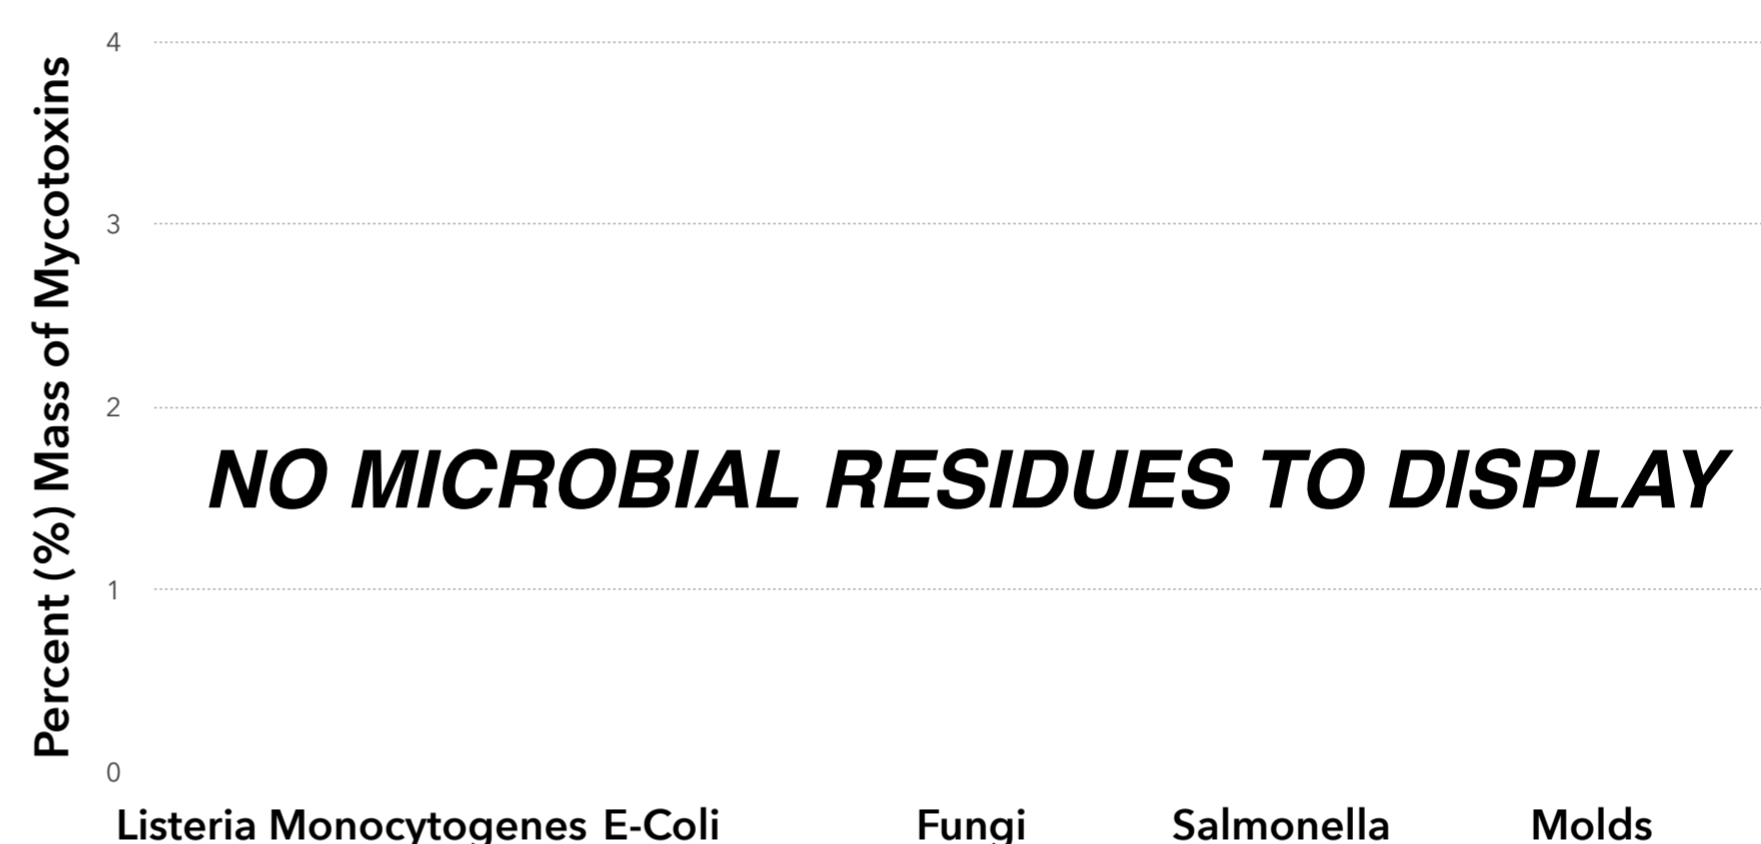 Percent (%) Mass of Mycotoxins
4
3
2
NO MICROBIAL RESIDUES TO DISPLAY
1
0
Listeria Monocytogenes E-Coli Fungi Salmonella Molds